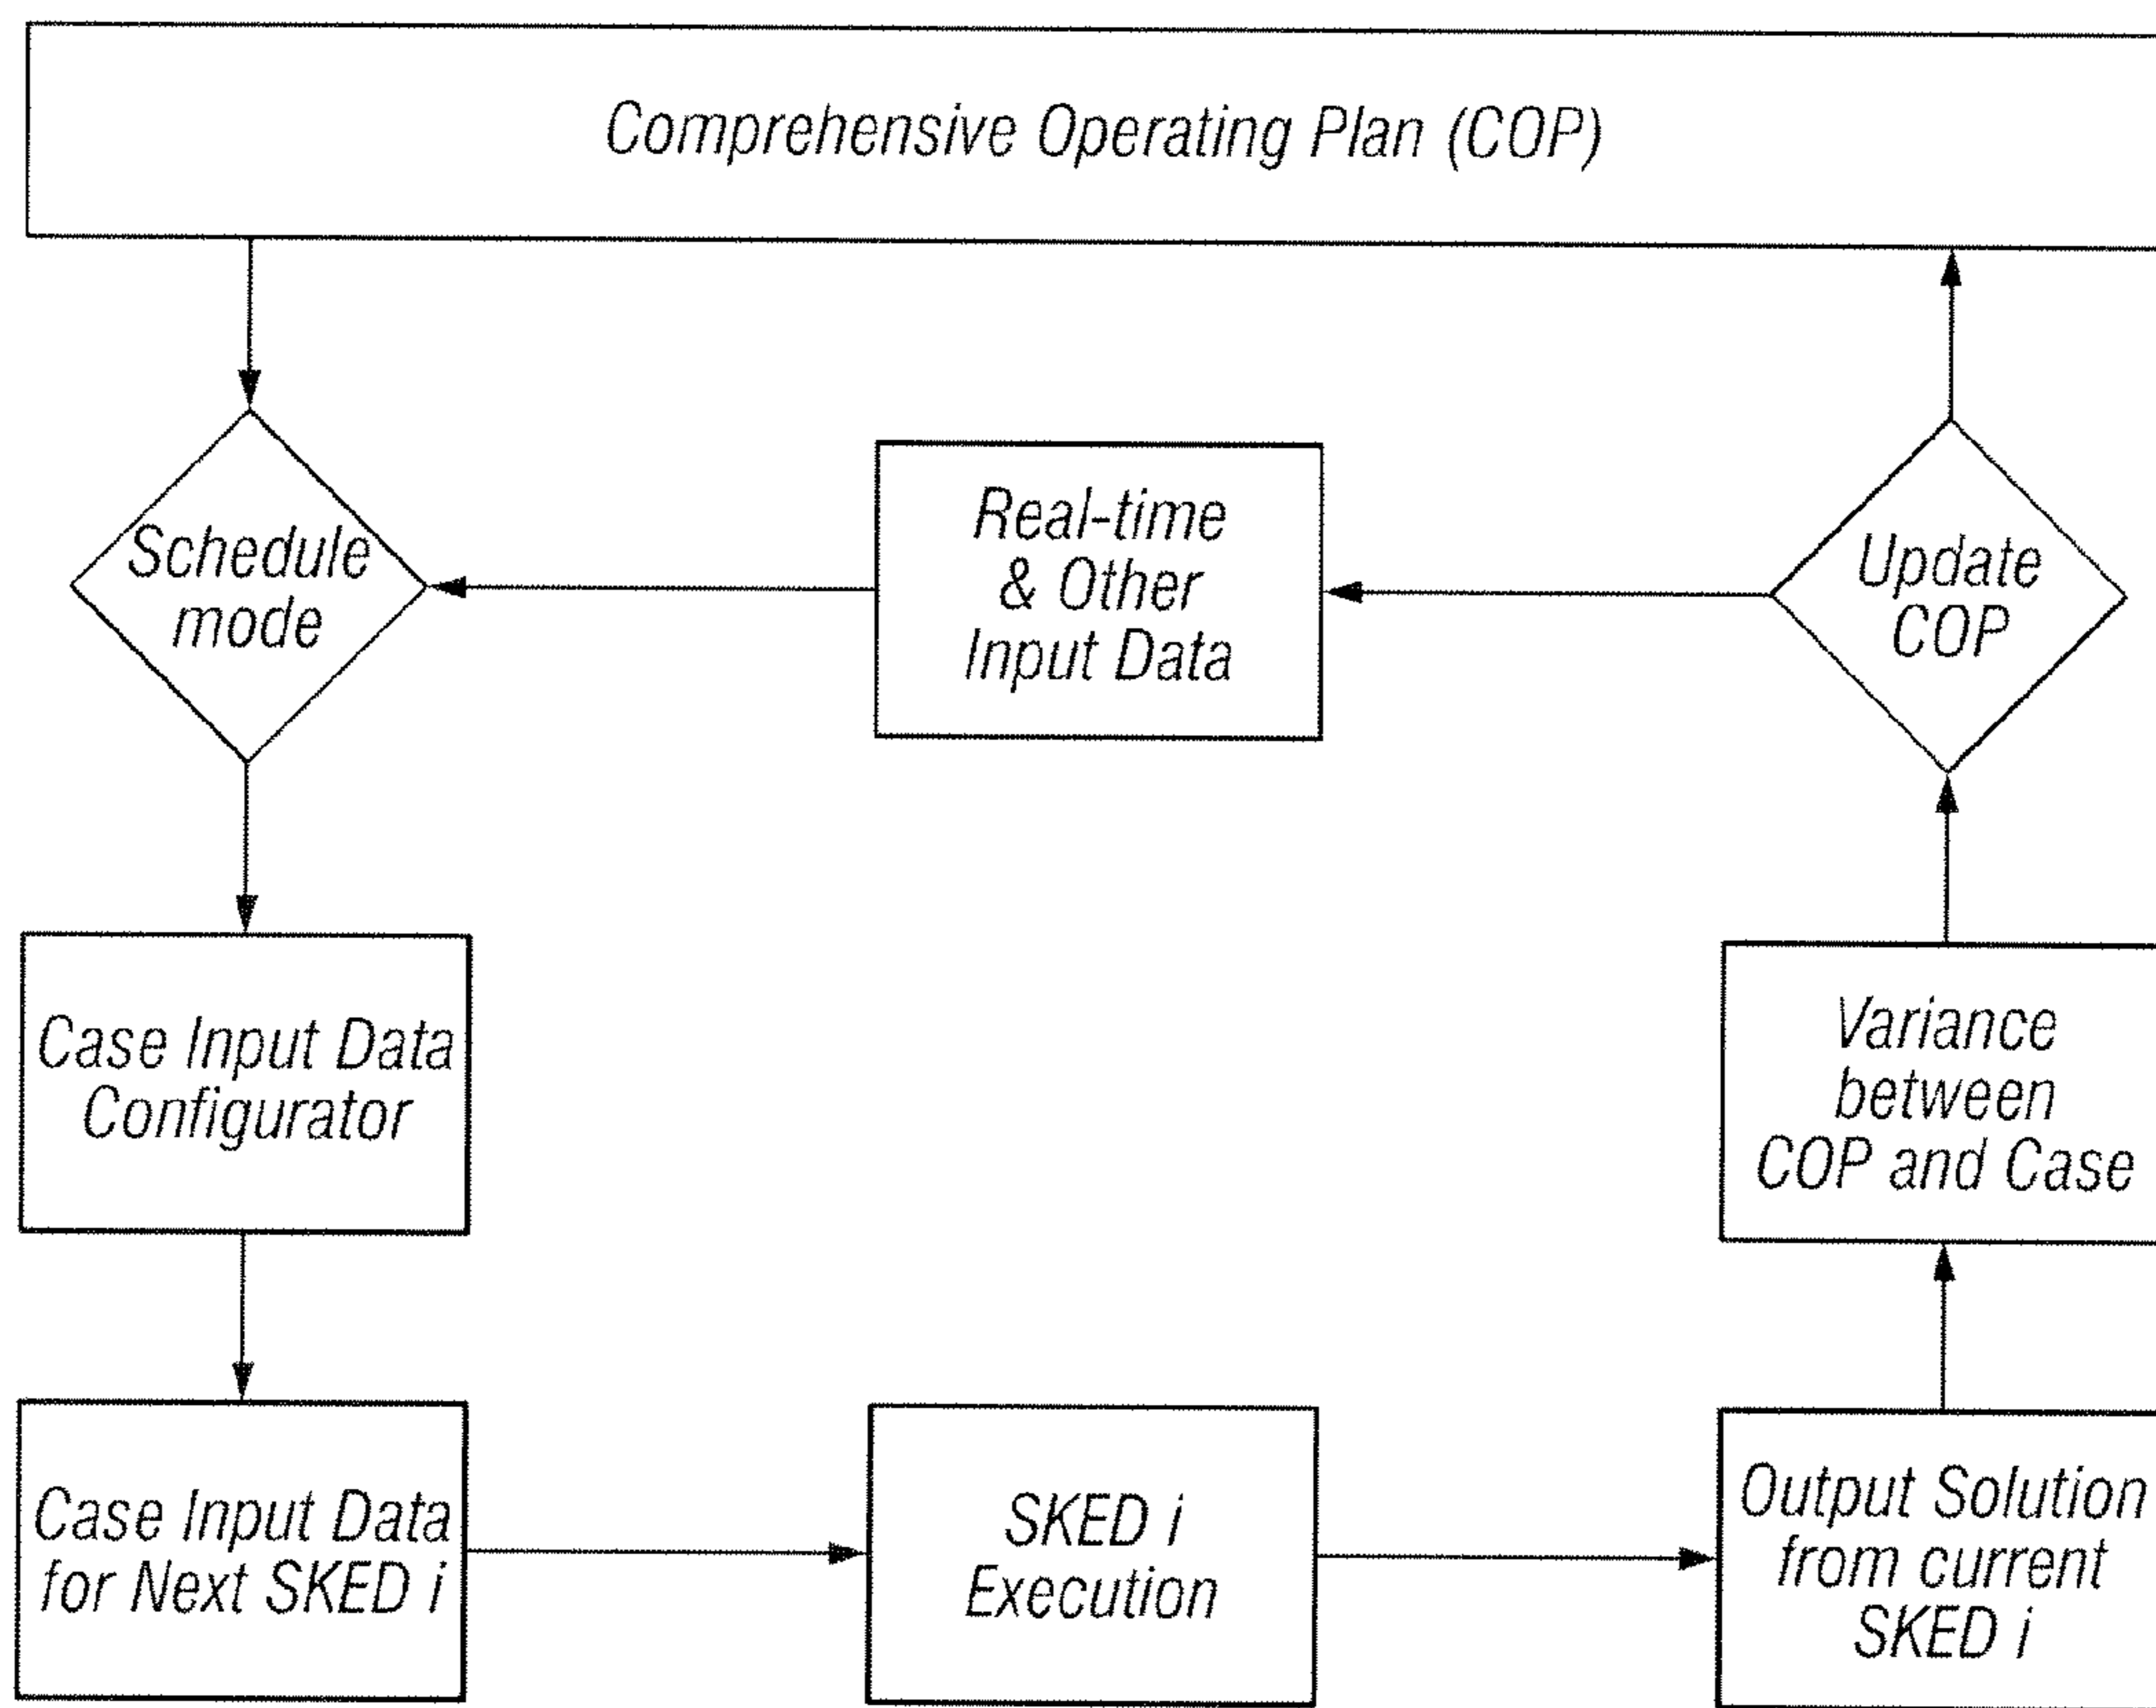 Comprehensive Operating Plan (COP)
Schedule
mode
Real-time
& Other
Input Data
Update
COP
Case Input Data
Configurator
Variance
between
COP and Case
Case Input Data
for Next SKED i
SKED i
Execution
Output Solution
from current
SKED i